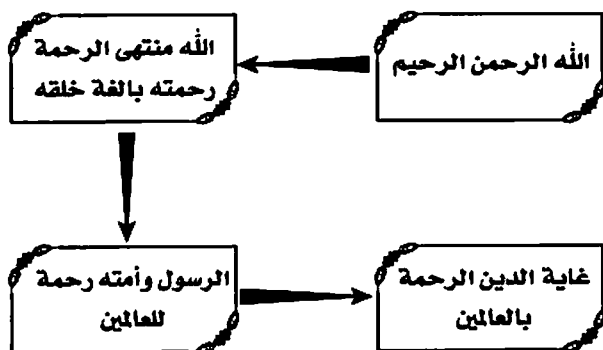 الله الرحمن الرحيم
الله منتهى الرحمة
رحمته بالغة خلقه
الرسول وأمته رحمة
للعالمين
غاية الدين الرحمة
بالعالمين